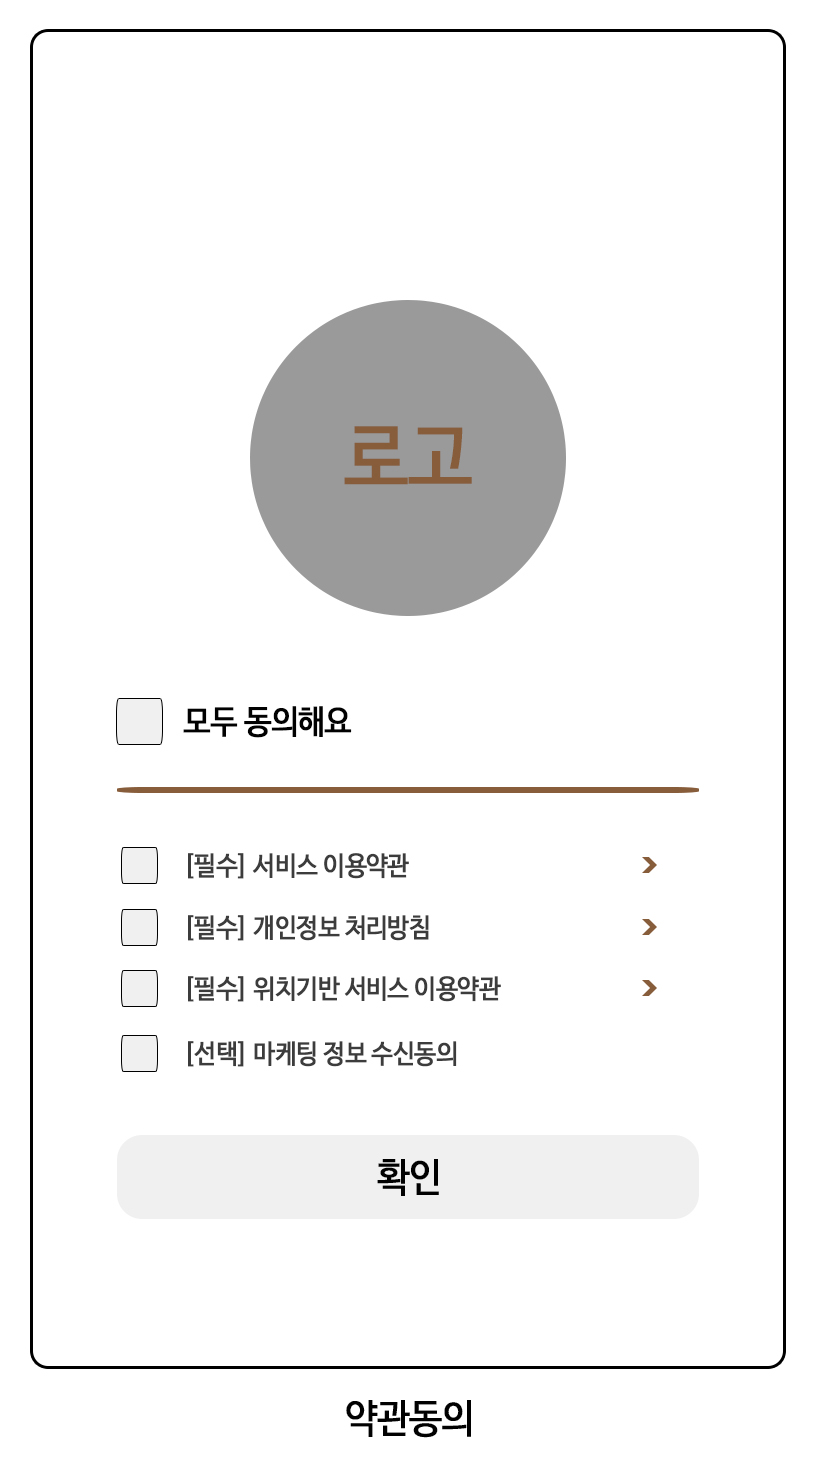 로고
모두 동의해요
[필수] 서비스 이용약관
[필수] 개인정보 처리방침
[필수] 위치기반 서비스 이용약관
[선택] 마케팅 정보 수신동의
확인
약관동의